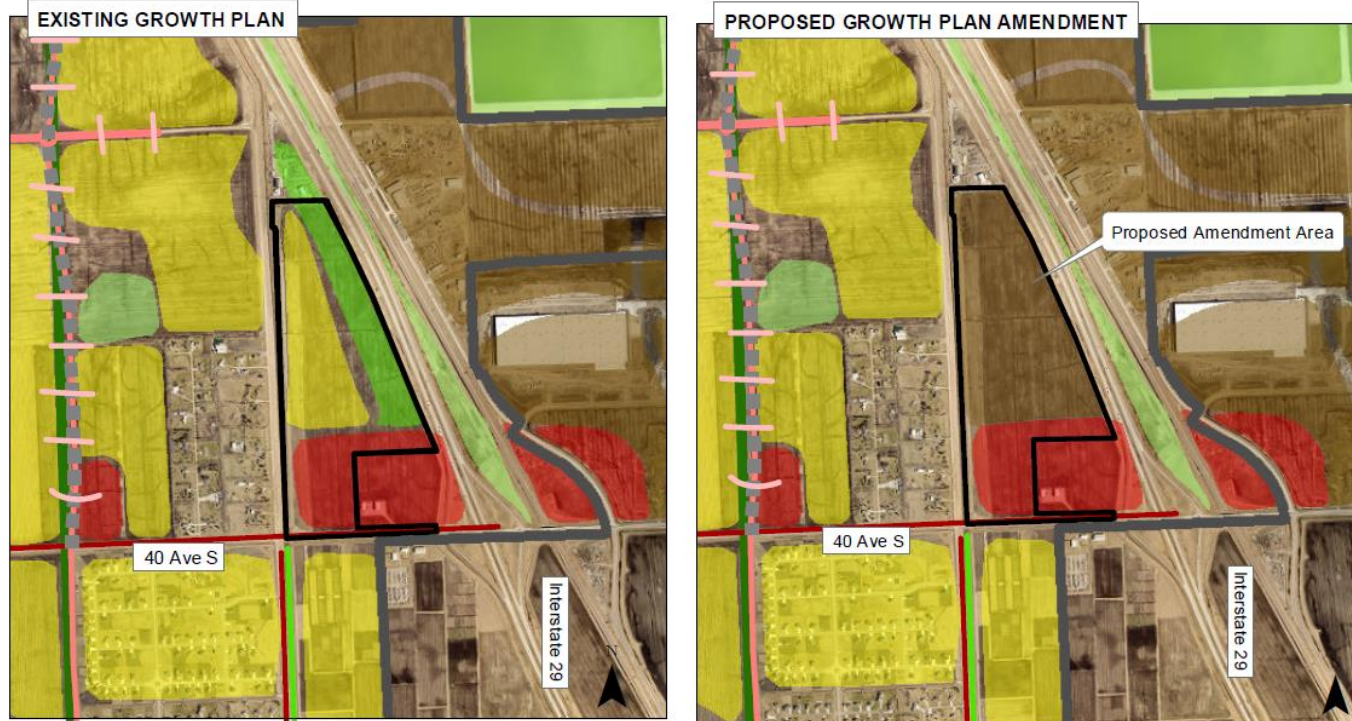 EXISTING GROWTH PLAN
40 Ave S
Interstate 29
N
PROPOSED GROWTH PLAN AMENDMENT
Proposed Amendment Area
40 Ave S
Interstate 29